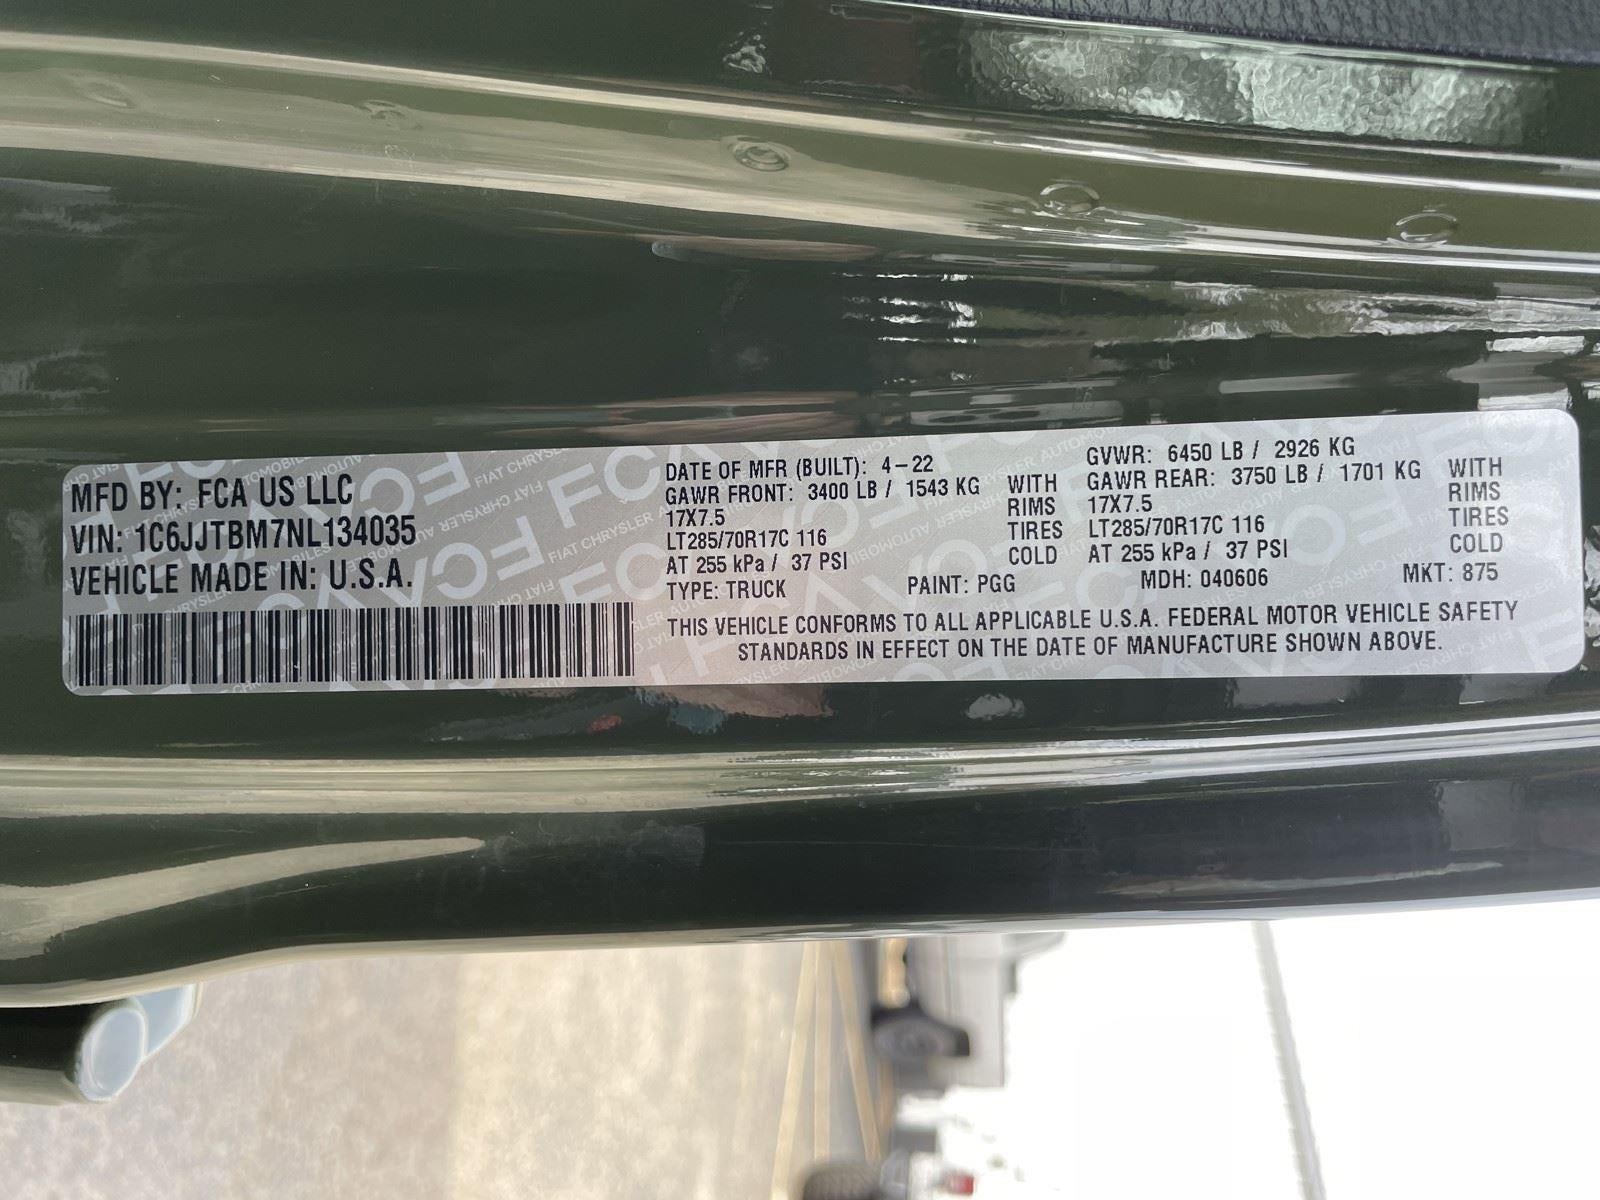 MFD BY: FCA US LLC
VIN: 1C6JJTBM7NL134035
VEHICLE MADE IN: U.S.A.
DATE OF MFR (BUILT): 4-22
GAWR FRONT: 3400 LB / 1543 KG WITH
17X7.5 RIMS
LT285/70R17C 116 TIRES
AT 255 kPa / 37 PSI COLD
GVWR: 6450 LB / 2926 KG
GAWR REAR: 3750 LB / 1701 KG WITH
17X7.5 RIMS
LT285/70R17C 116 TIRES
AT 255 kPa / 37 PSI COLD
TYPE: TRUCK PAINT: PGG MDH: 040606 MKT: 875
THIS VEHICLE CONFORMS TO ALL APPLICABLE U.S.A. FEDERAL MOTOR VEHICLE SAFETY
STANDARDS IN EFFECT ON THE DATE OF MANUFACTURE SHOWN ABOVE.